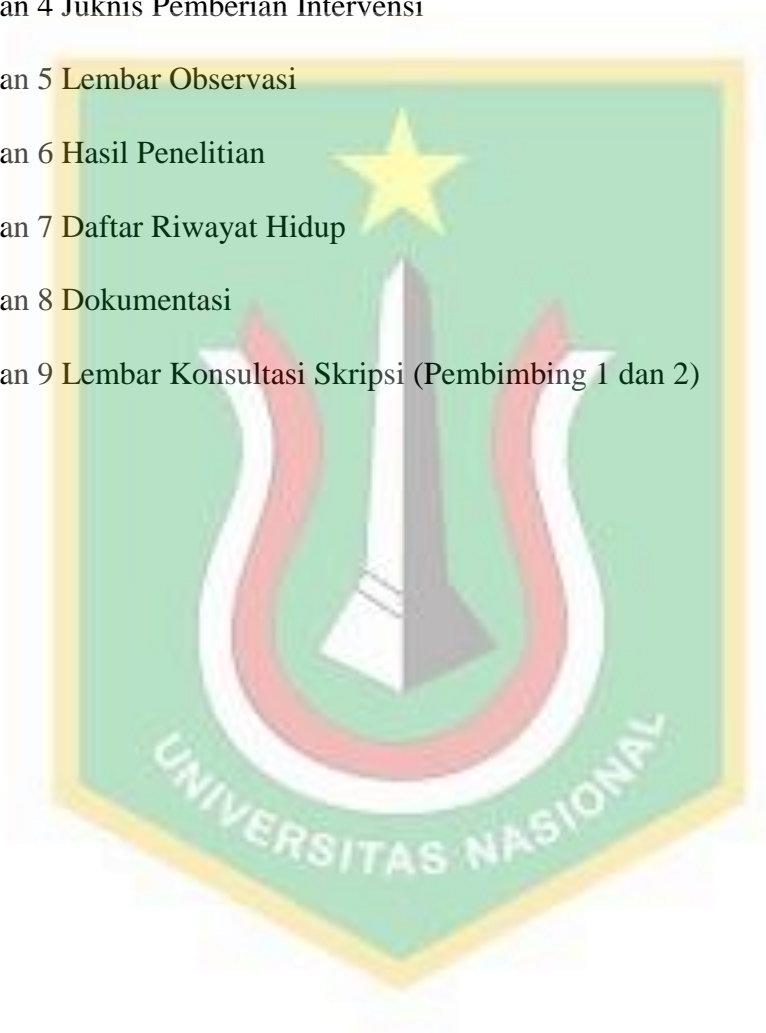 an 4 Juknis Pemberian Intervensi
an 5 Lembar Observasi
an 6 Hasil Penelitian
an 7 Daftar Riwayat Hidup
an 8 Dokumentasi
an 9 Lembar Konsultasi Skripsi (Pembimbing 1 dan 2)
UNIVERSITAS NASIONAL